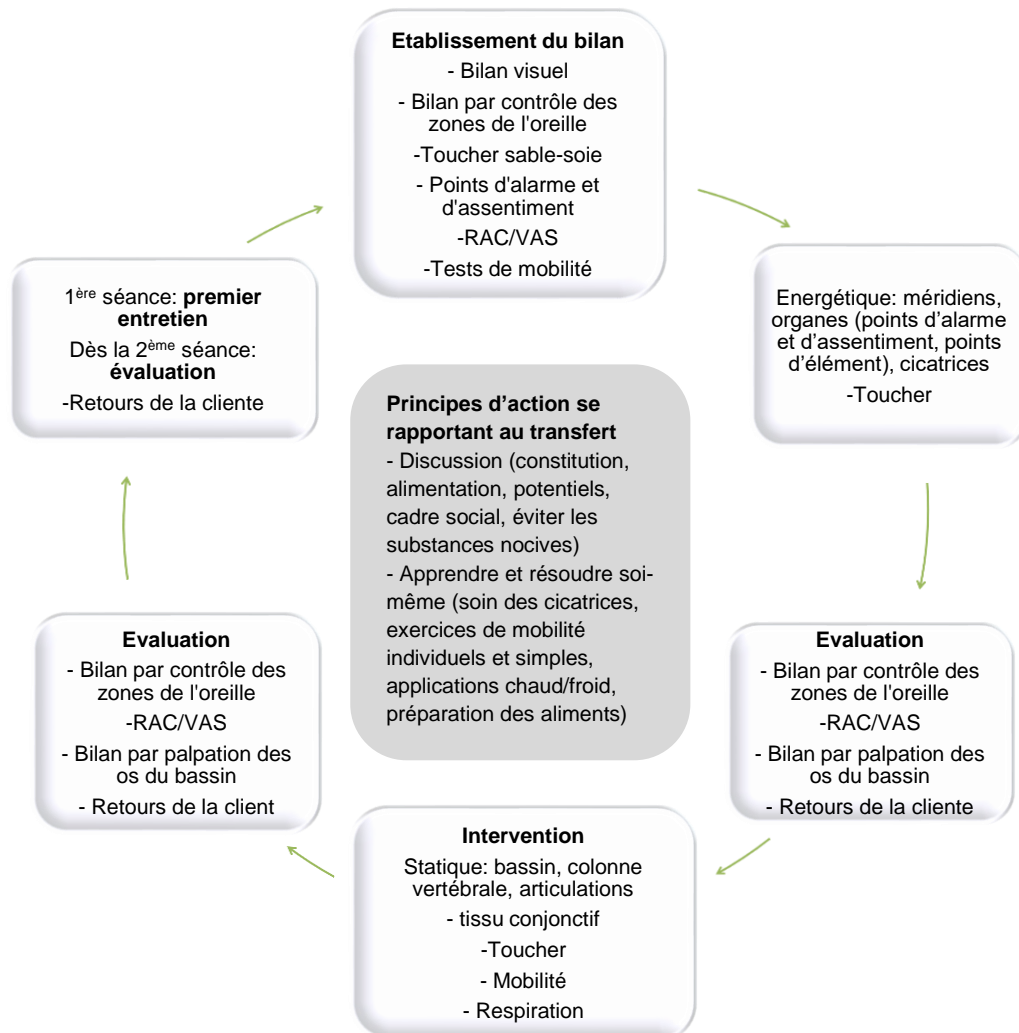 Etablissement du bilan
- Bilan visuel
- Bilan par contrôle des
zones de l'oreille
-Toucher sable-soie
- Points d'alarme et
d'assentiment
-RAC/VAS
- Tests de mobilité
Energétique: méridiens,
organes (points d'alarme
et d'assentiment, points
d'élément), cicatrices
-Toucher
Evaluation
- Bilan par contrôle des
zones de l'oreille
-RAC/VAS
- Bilan par palpation des
os du bassin
- Retours de la cliente
Intervention
Statique: bassin, colonne
vertébrale, articulations
- tissu conjonctif
-Toucher
- Mobilité
- Respiration
Evaluation
- Bilan par contrôle des
zones de l'oreille
-RAC/VAS
- Bilan par palpation des
os du bassin
- Retours de la client
1ère séance: premier
entretien
Dès la 2ème séance:
évaluation
-Retours de la cliente
Principes d'action se
rapportant au transfert
- Discussion (constitution,
alimentation, potentiels,
cadre social, éviter les
substances nocives)
- Apprendre et résoudre soi-
même (soin des cicatrices,
exercices de mobilité
individuels et simples,
applications chaud/froid,
préparation des aliments)